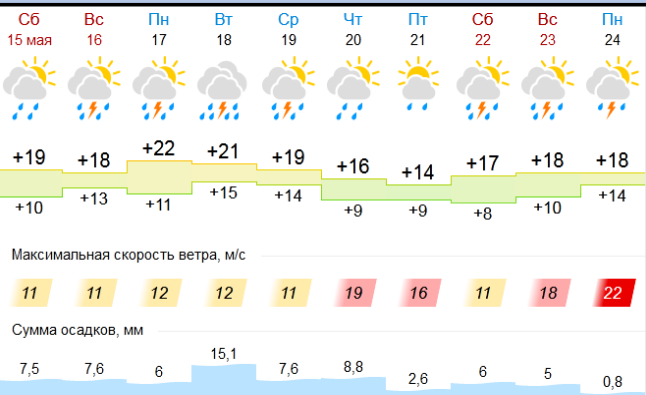 Сб Вс Пн Вт Ср Чт Пт Сб Вс Пн
15 мая 16 17 18 19 20 21 22 23 24
+19 +18 +22 +21 +19 +16 +14 +17 +18 +18
+10 +13 +11 +15 +14 +9 +9 +8 +10 +14
Максимальная скорость ветра, м/с
11 11 12 12 11 19 16 11 18 22
Сумма осадков, мм
7,5 7,6 6 15,1 7,6 8,8 2,6 6 5 0,8